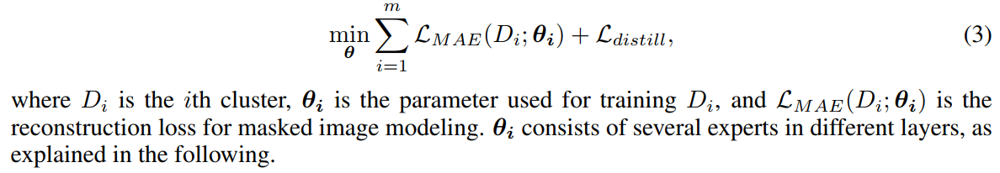 $$\min_{\boldsymbol{\theta}} \sum_{i=1}^{m} \mathcal{L}_{MAE}(D_i; \boldsymbol{\theta_i}) + \mathcal{L}_{distill}, \tag{3}$$
where $D_i$ is the $i$th cluster, $\boldsymbol{\theta_i}$ is the parameter used for training $D_i$, and $\mathcal{L}_{MAE}(D_i; \boldsymbol{\theta_i})$ is the
reconstruction loss for masked image modeling. $\boldsymbol{\theta_i}$ consists of several experts in different layers, as
explained in the following.